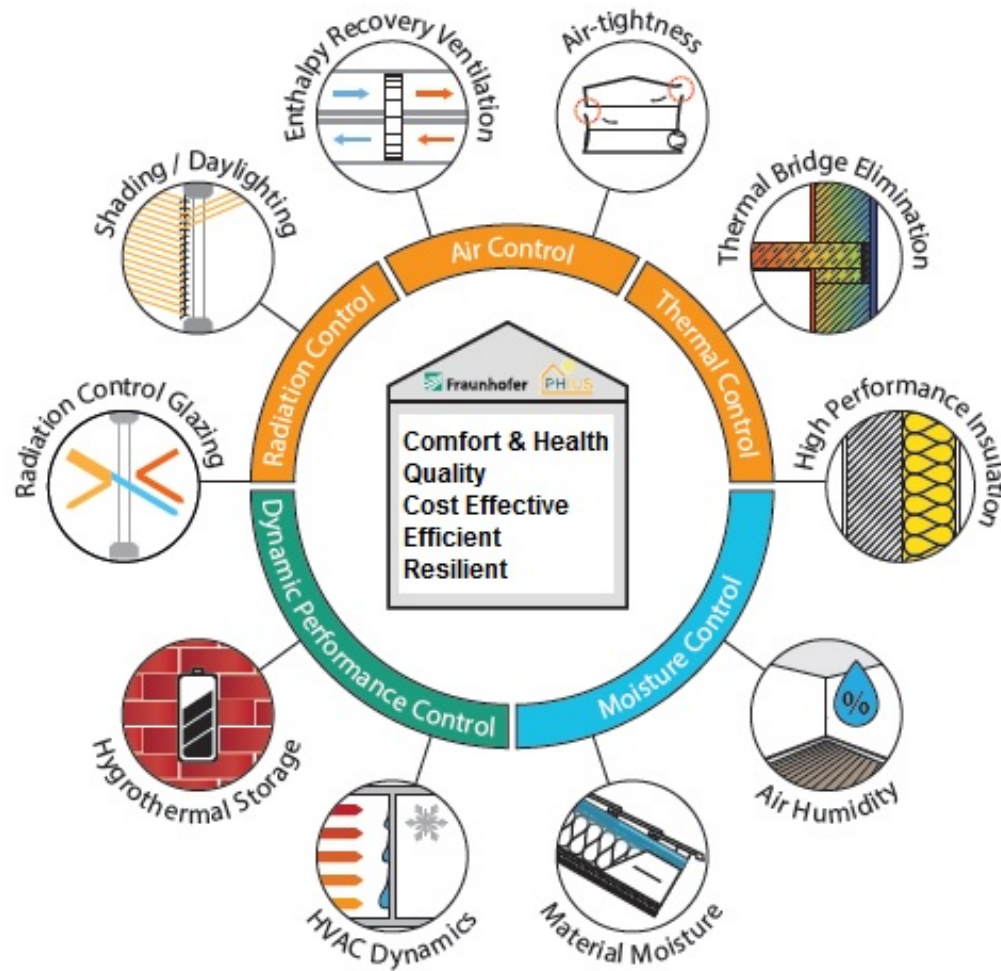 Enthalpy Recovery Ventilation
Air-tightness
Shading / Daylighting
Thermal Bridge Elimination
Air Control
Radiation Control
Thermal Control
Fraunhofer
PHIUS
Radiation Control Glazing
High Performance Insulation
Comfort & Health
Quality
Cost Effective
Efficient
Resilient
Dynamic Performance Control
Moisture Control
Hygrothermal Storage
%
Air Humidity
HVAC Dynamics
Material Moisture